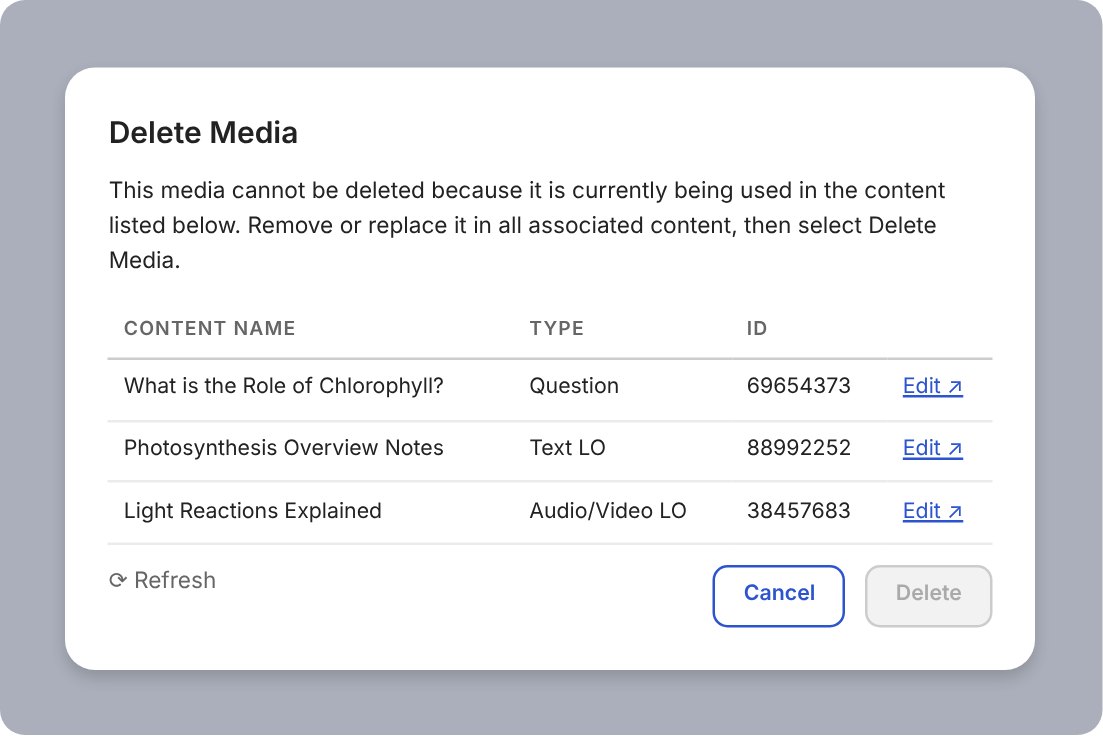 Delete Media
This media cannot be deleted because it is currently being used in the content
listed below. Remove or replace it in all associated content, then select Delete
Media.
CONTENT NAME TYPE ID
What is the Role of Chlorophyll? Question 69654373 Edit ↗
Photosynthesis Overview Notes Text LO 88992252 Edit ↗
Light Reactions Explained Audio/Video LO 38457683 Edit ↗
⟳ Refresh Cancel Delete